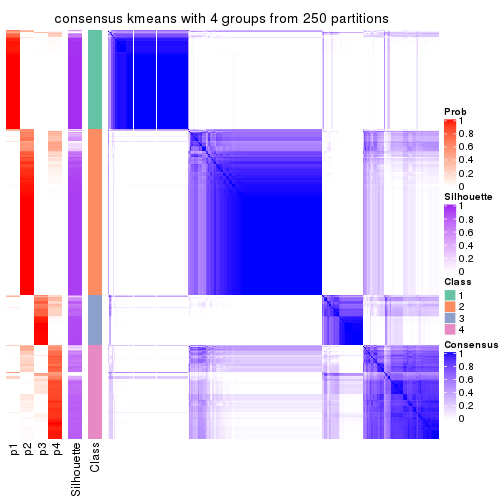 consensus kmeans with 4 groups from 250 partitions
Prob
1
0.8
0.6
0.4
0.2
0
Silhouette
1
0.8
0.6
0.4
0.2
0
Class
1
2
3
4
Consensus
1
0.8
0.6
0.4
0.2
0
p1
p2
p3
p4
Silhouette
Class